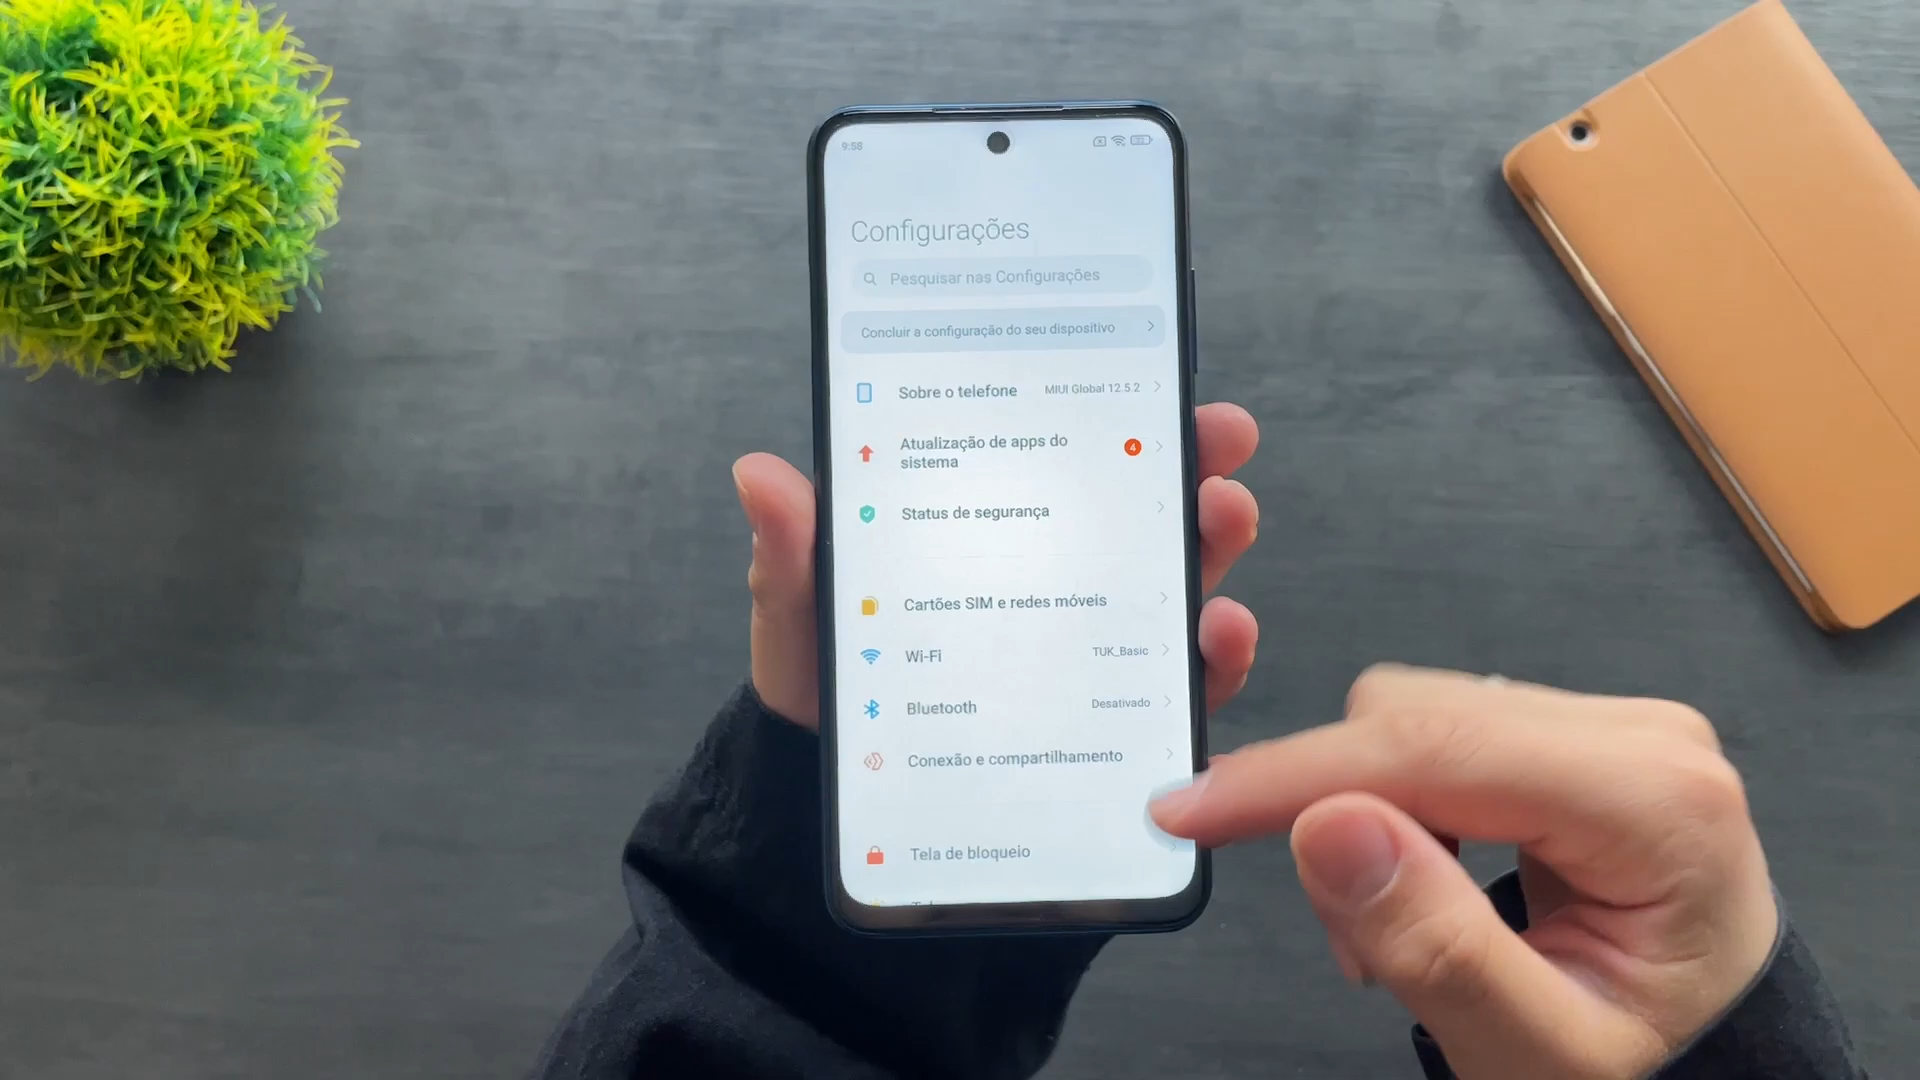 9:58
Configurações
Pesquisar nas Configurações
Concluir a configuração do seu dispositivo
Sobre o telefone MIUI Global 12.5.2
Atualização de apps do
sistema 4
Status de segurança
Cartões SIM e redes móveis
Wi-Fi TUK_Basic
Bluetooth Desativado
Conexão e compartilhamento
Tela de bloqueio